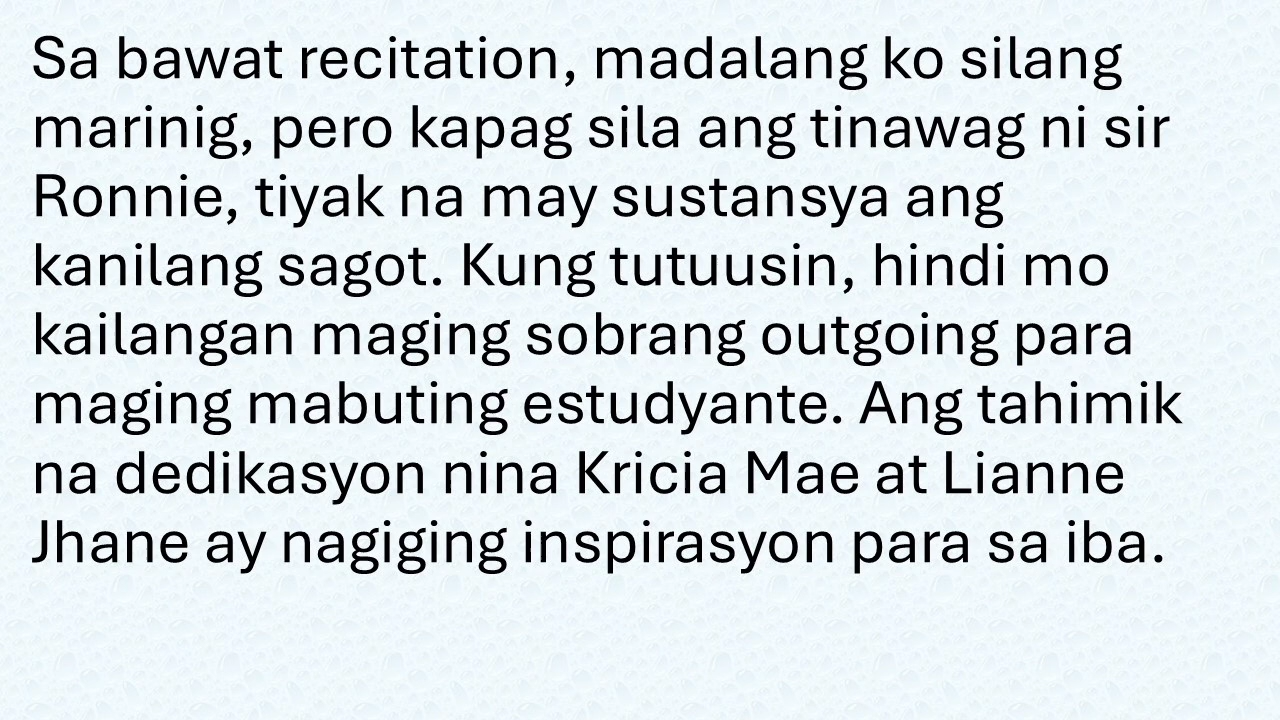 Sa bawat recitation, madalang ko silang
marinig, pero kapag sila ang tinawag ni sir
Ronnie, tiyak na may sustansya ang
kanilang sagot. Kung tutuusin, hindi mo
kailangan maging sobrang outgoing para
maging mabuting estudyante. Ang tahimik
na dedikasyon nina Kricia Mae at Lianne
Jhane ay nagiging inspirasyon para sa iba.